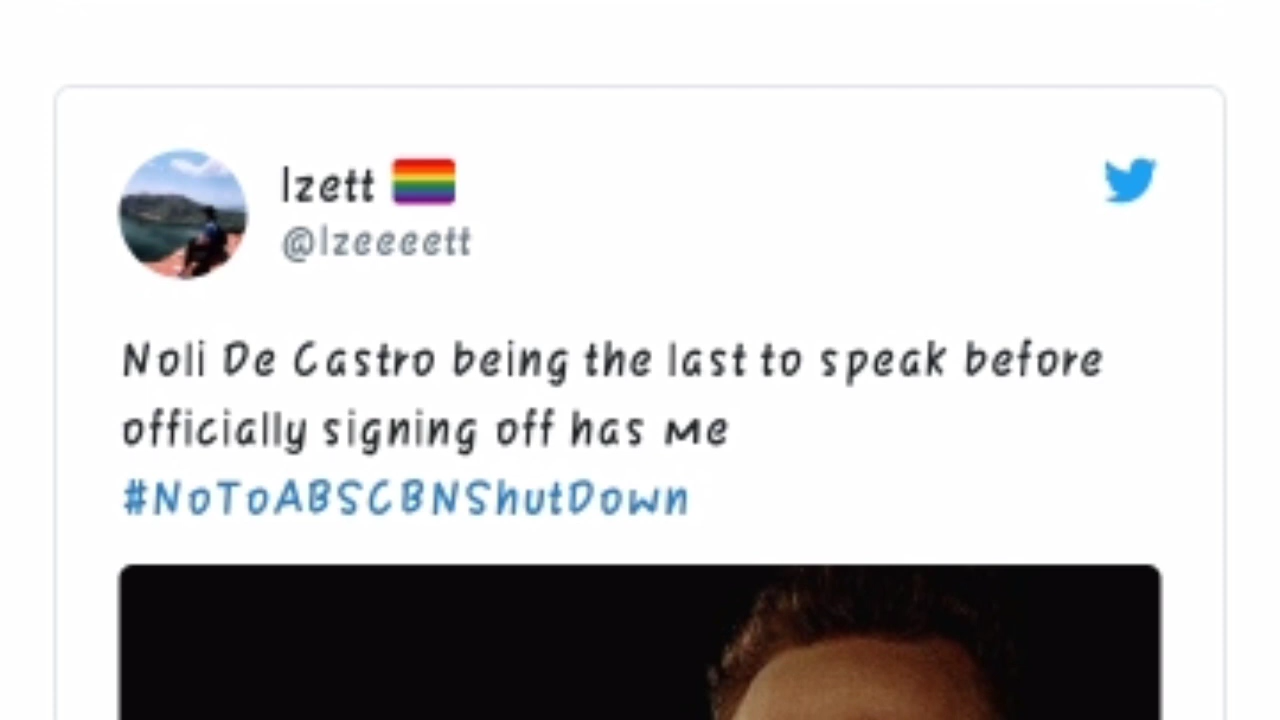 Izett 🏳️‍🌈
@Izeeeett
Noli De Castro being the last to speak before
officially signing off has me
#NoToABSCBNShutDown